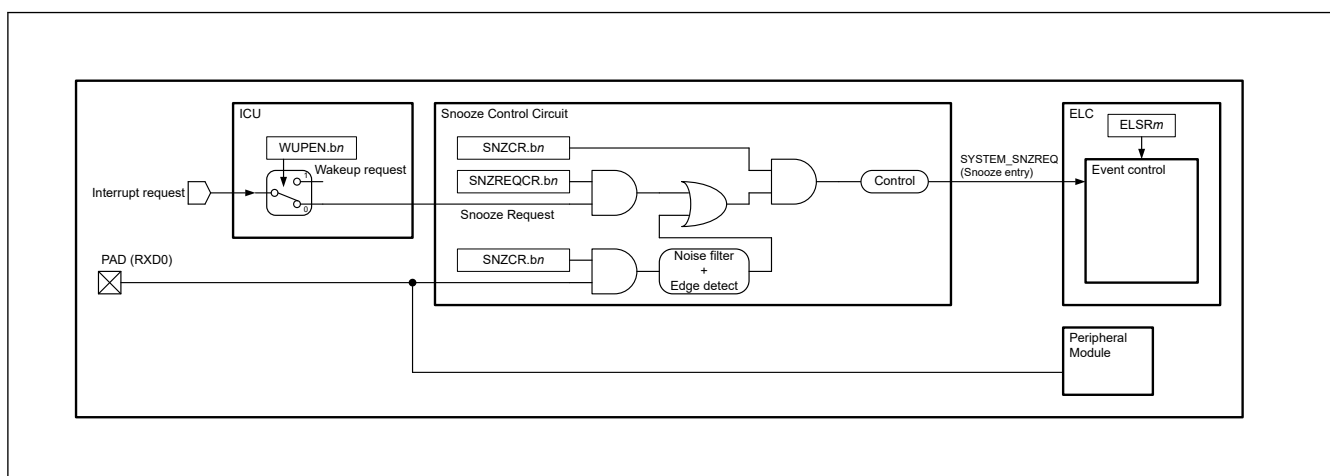 ICU
WUPEN.bn
1
Wakeup request
Interrupt request
0
PAD (RXD0)
Snooze Control Circuit
SNZCR.bn
SNZREQCR.bn
Snooze Request
SNZCR.bn
Noise filter
+
Edge detect
Control
SYSTEM_SNZREQ
(Snooze entry)
ELC
ELSRm
Event control
Peripheral
Module